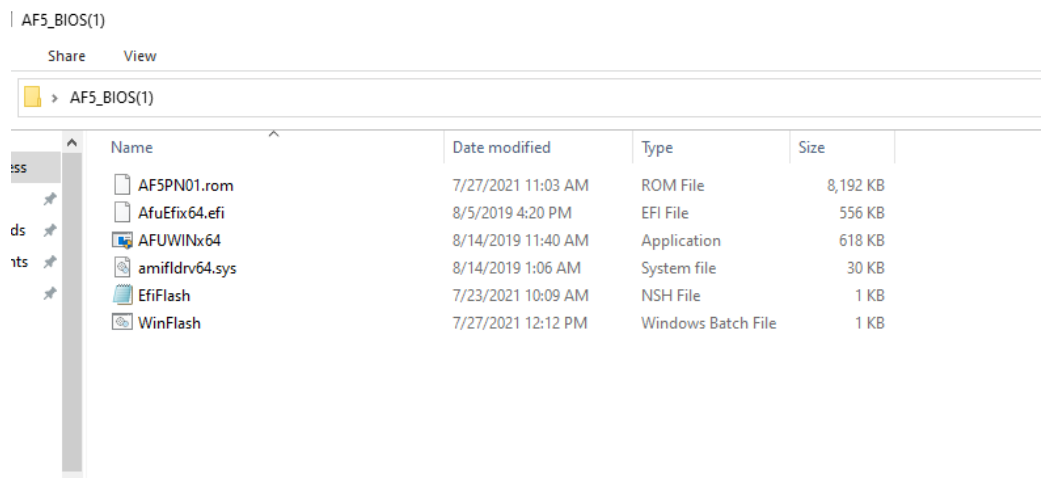 AF5_BIOS(1)
Share View
AF5_BIOS(1)
Name Date modified Type Size
ess
AF5PN01.rom 7/27/2021 11:03 AM ROM File 8,192 KB
ds AfuEfix64.efi 8/5/2019 4:20 PM EFI File 556 KB
AFUWINx64 8/14/2019 11:40 AM Application 618 KB
nts amifldrv64.sys 8/14/2019 1:06 AM System file 30 KB
EfiFlash 7/23/2021 10:09 AM NSH File 1 KB
WinFlash 7/27/2021 12:12 PM Windows Batch File 1 KB